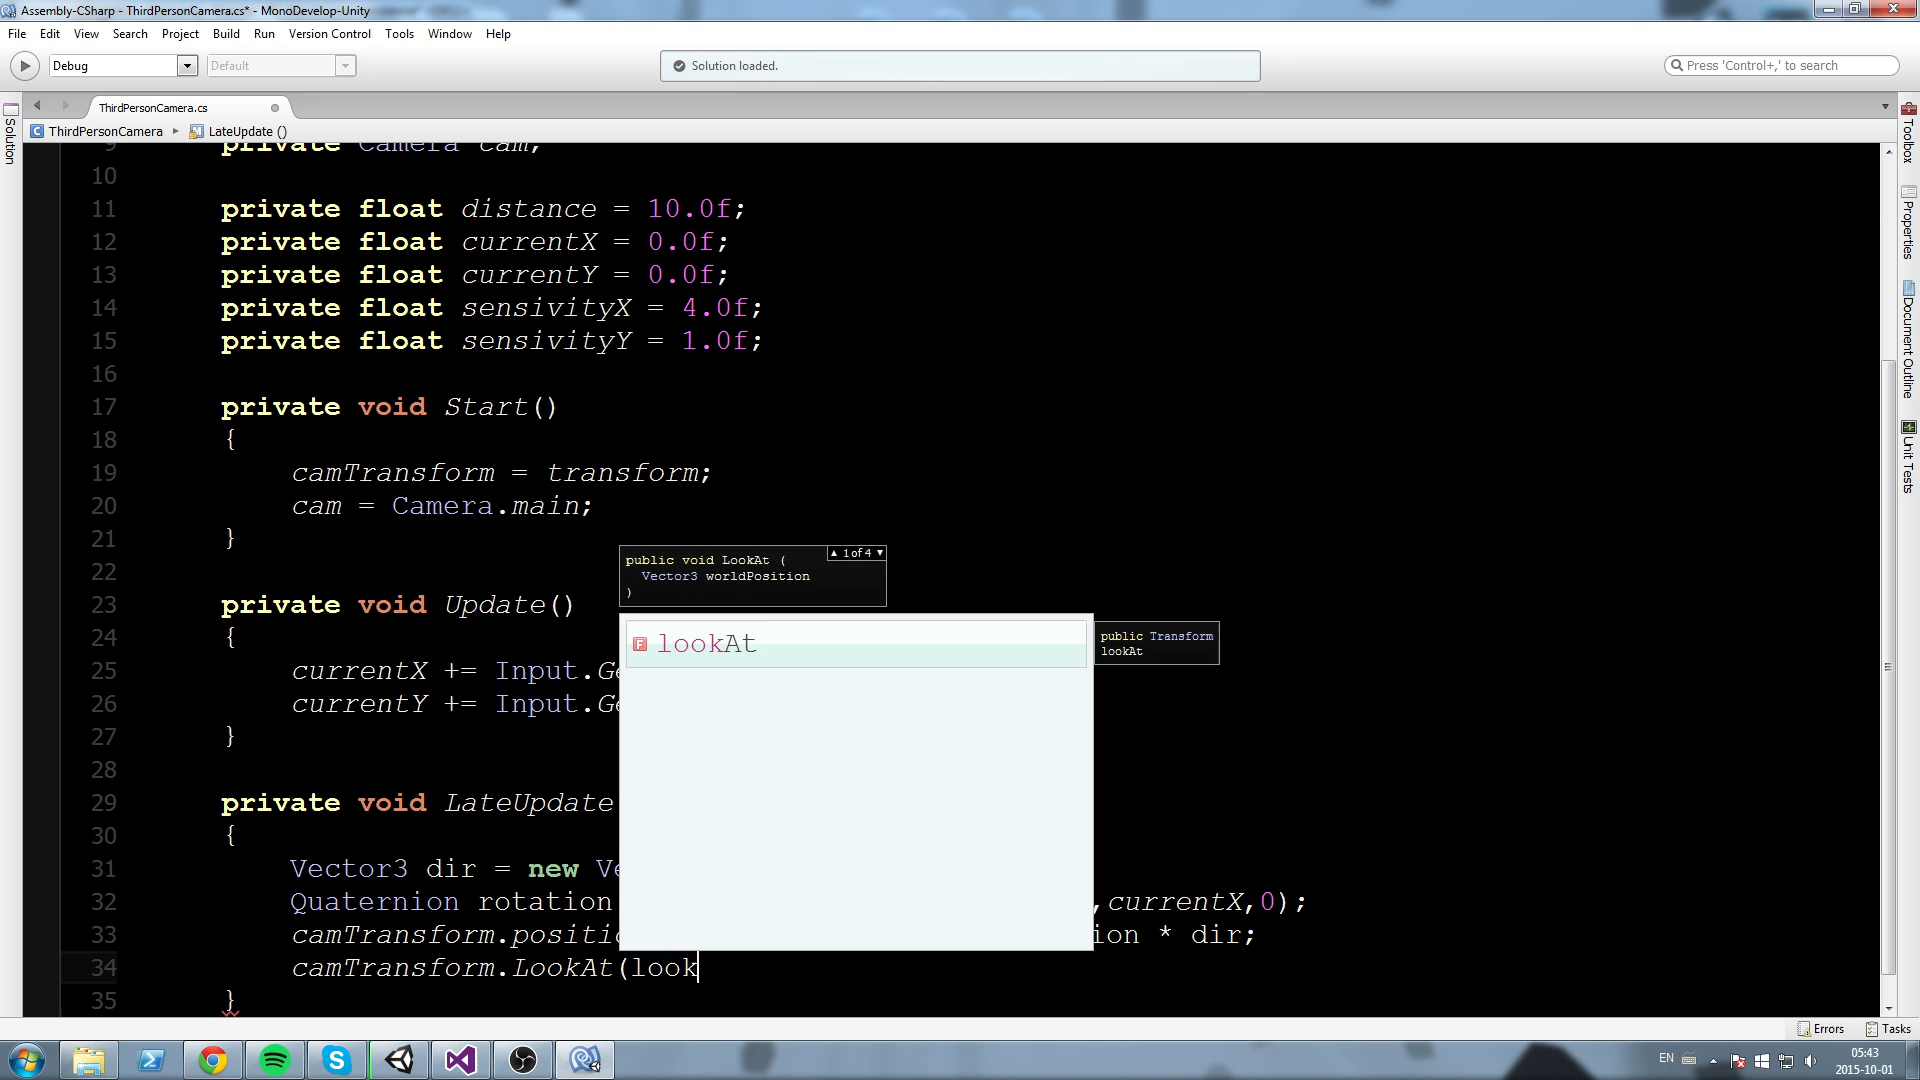 Assembly-CSharp - ThirdPersonCamera.cs* - MonoDevelop-Unity
File Edit View Search Project Build Run Version Control Tools Window Help
Debug Default Solution loaded. Press 'Control+,' to search
ThirdPersonCamera.cs
ThirdPersonCamera LateUpdate ()
Solution
Toolbox
Properties
Document Outline
Unit Tests
9 private Camera cam;
10
11 private float distance = 10.0f;
12 private float currentX = 0.0f;
13 private float currentY = 0.0f;
14 private float sensivityX = 4.0f;
15 private float sensivityY = 1.0f;
16
17 private void Start()
18 {
19 camTransform = transform;
20 cam = Camera.main;
21 }
22
23 private void Update()
24 {
25 currentX += Input.Ge
26 currentY += Input.Ge
27 }
28
29 private void LateUpdate
30 {
31 Vector3 dir = new Ve
32 Quaternion rotation ,currentX,0);
33 camTransform.positio ion * dir;
34 camTransform.LookAt(look
35 }
public void LookAt ( 1 of 4
Vector3 worldPosition
)
lookAt
public Transform
lookAt
Errors Tasks
EN 05:43
2015-10-01